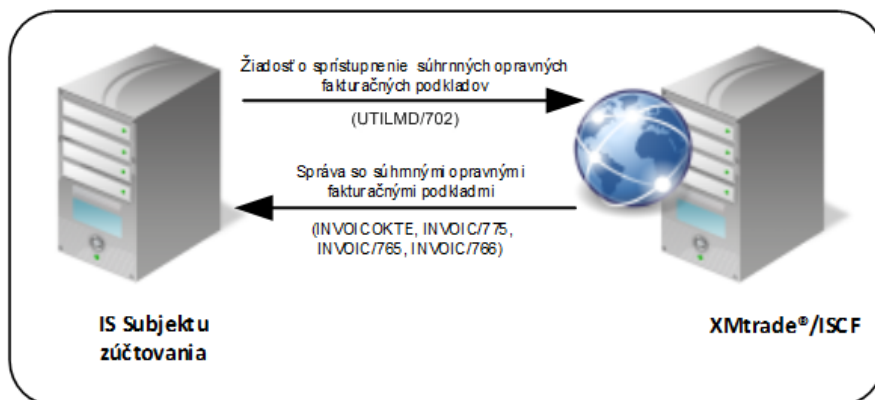 Žiadosť o sprístupnenie súhrnných opravných
fakturačných podkladov
(UTILMD/702)
Správa so súhrnnými opravnými
fakturačnými podkladmi
(INVOICOKTE, INVOIC/775,
INVOIC/765, INVOIC/766)
IS Subjektu
zúčtovania
XMtrade®/ISCF